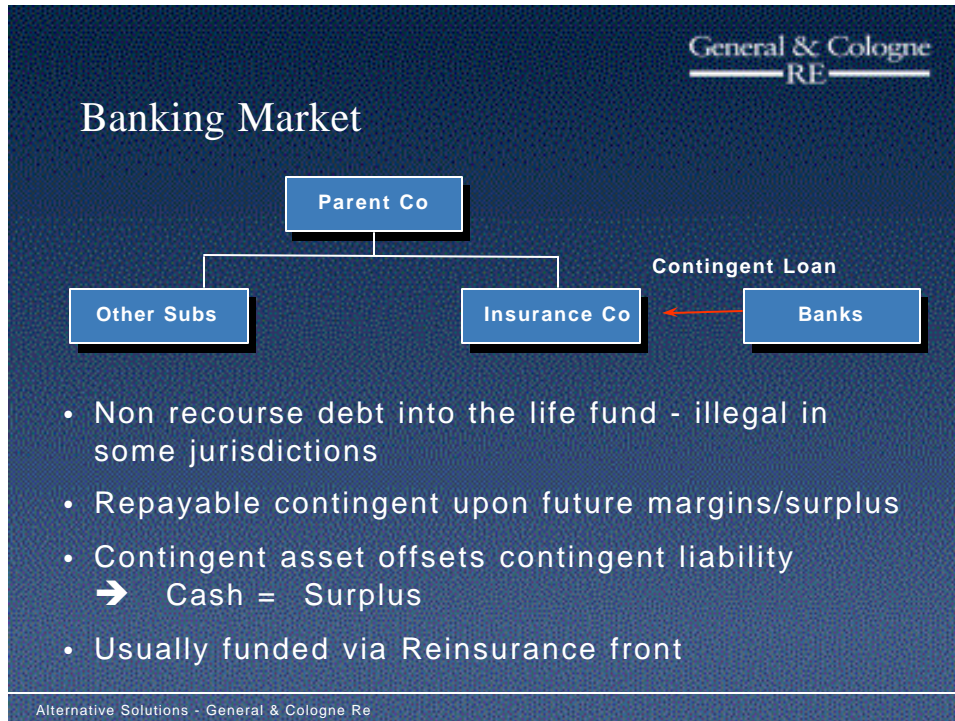 General & Cologne
RE
Banking Market
Parent Co
Contingent Loan
Other Subs
Insurance Co
Banks
• Non recourse debt into the life fund - illegal in
some jurisdictions
• Repayable contingent upon future margins/surplus
• Contingent asset offsets contingent liability
➔ Cash = Surplus
• Usually funded via Reinsurance front
Alternative Solutions - General & Cologne Re